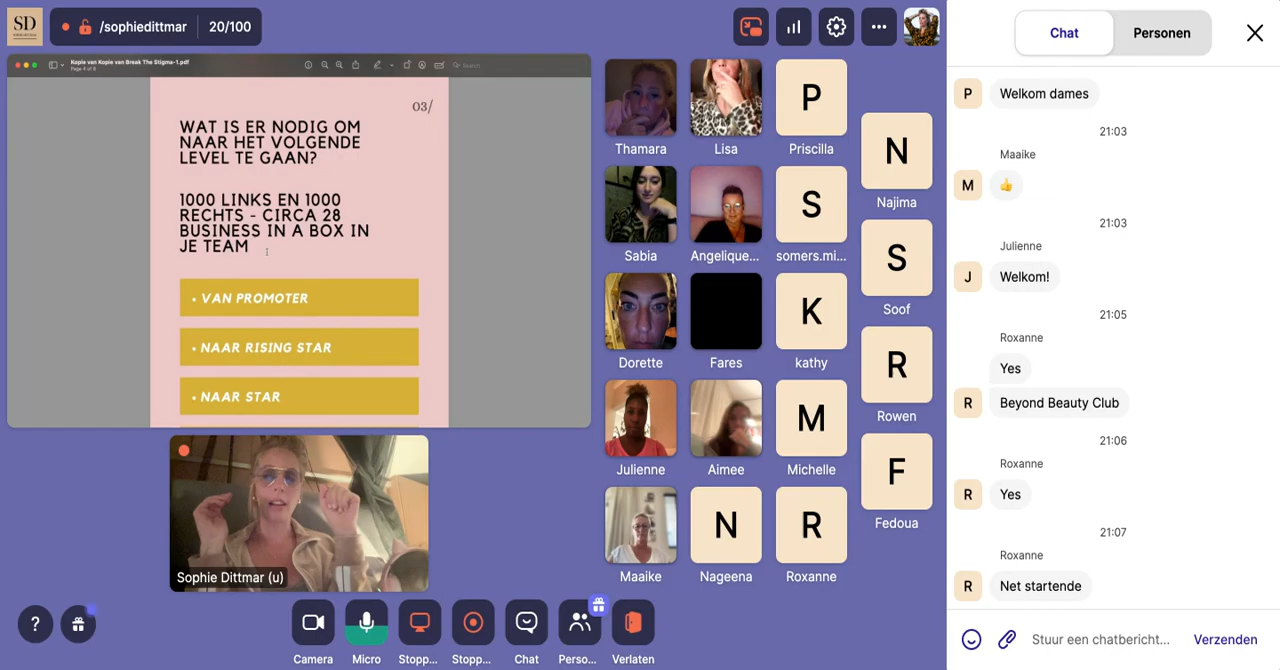 SD
/sophiedittmar
20/100
Kopie van Kopie van Break The Stigma-1.pdf
Page 4 of 5
Search
03/
WAT IS ER NODIG OM
NAAR HET VOLGENDE
LEVEL TE GAAN?
1000 LINKS EN 1000
RECHTS - CIRCA 28
BUSINESS IN A BOX IN
JE TEAM
• VAN PROMOTER
• NAAR RISING STAR
• NAAR STAR
Sophie Dittmar (u)
Thamara
Lisa
P
Priscilla
N
Najima
Sabia
Angelique...
S
somers.mi...
S
Soof
Dorette
Fares
K
kathy
R
Rowen
Julienne
Aimee
M
Michelle
F
Fedoua
Maaike
N
Nageena
R
Roxanne
?
Camera
Micro
Stopp...
Stopp...
Chat
Perso...
Verlaten
Chat
Personen
P
Welkom dames
21:03
Maaike
M
👍
21:03
Julienne
J
Welkom!
21:05
Roxanne
Yes
R
Beyond Beauty Club
21:06
Roxanne
R
Yes
21:07
Roxanne
R
Net startende
Stuur een chatbericht...
Verzenden